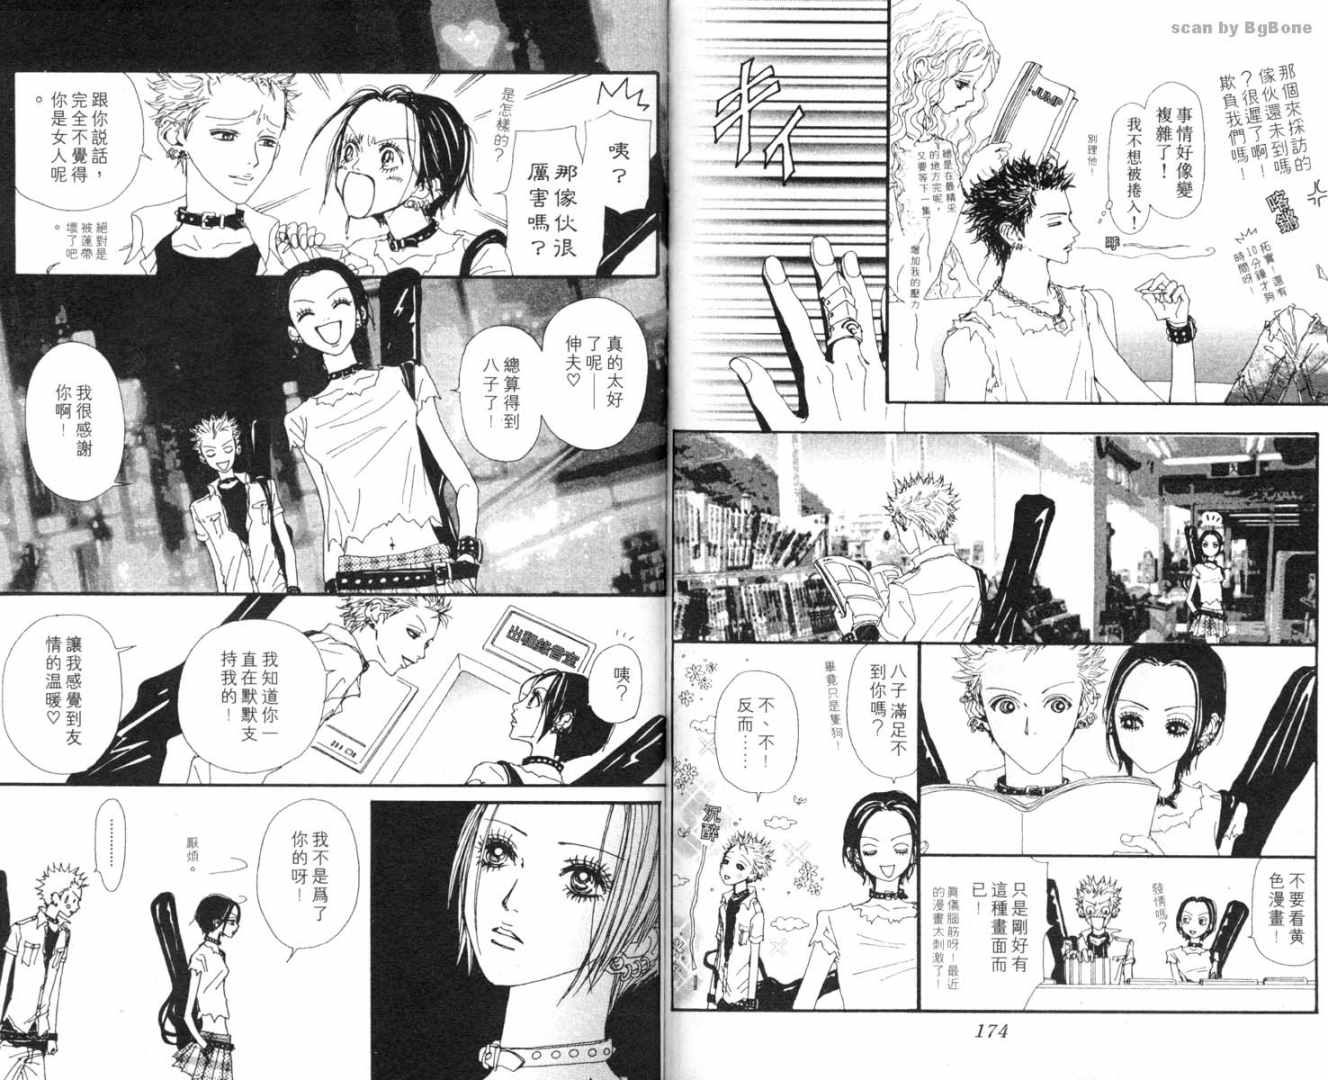 scan by BgBone
那個來採訪的
傢伙還未到嗎
？很遲了啊！
欺負我們嗎！
喀鏘
拓實…還有
10分鐘才夠
時間呀！
事情好像變
複雜了！
我不想被捲入！
別理他！
JUMP
總是在最精采
的地方完呢，
又要等下一集
增加我的壓力
キイ
八子滿足不
到你嗎？
畢竟只是隻狗！
不、不！
反而……
沉醉
不要看黃
色漫畫！
發情嗎？
只是剛好有
這種畫面而
已！
真傷腦筋呀！最近
的漫畫太刺激了！
174
咦？
那傢伙很
厲害嗎？
是怎樣的？
跟你説話，
完全不覺得
你是女人呢
。
絕對是
被蓮帶
壞了吧
。
真的太好
了呢——
伸夫♡
總算得到
八子了！
我很感謝
你啊！
咦？
我知道你一
直在默默支
持我的！
讓我感覺到友
情的温暖♡
我不是爲了
你的呀！
厭煩。
…………